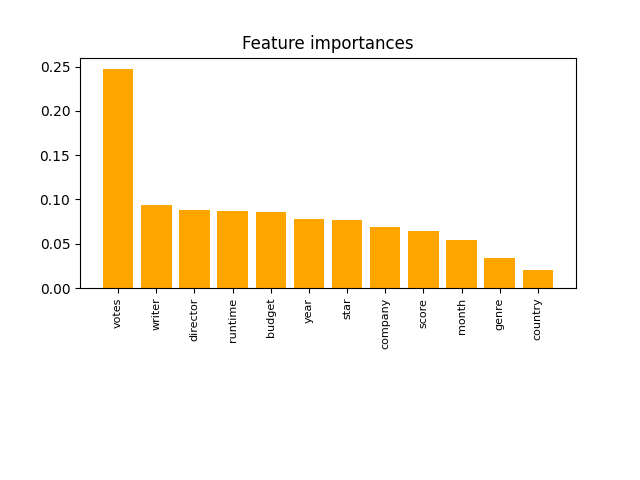 Feature importances
0.25
0.20
0.15
0.10
0.05
0.00
votes
writer
director
runtime
budget
year
star
company
score
month
genre
country